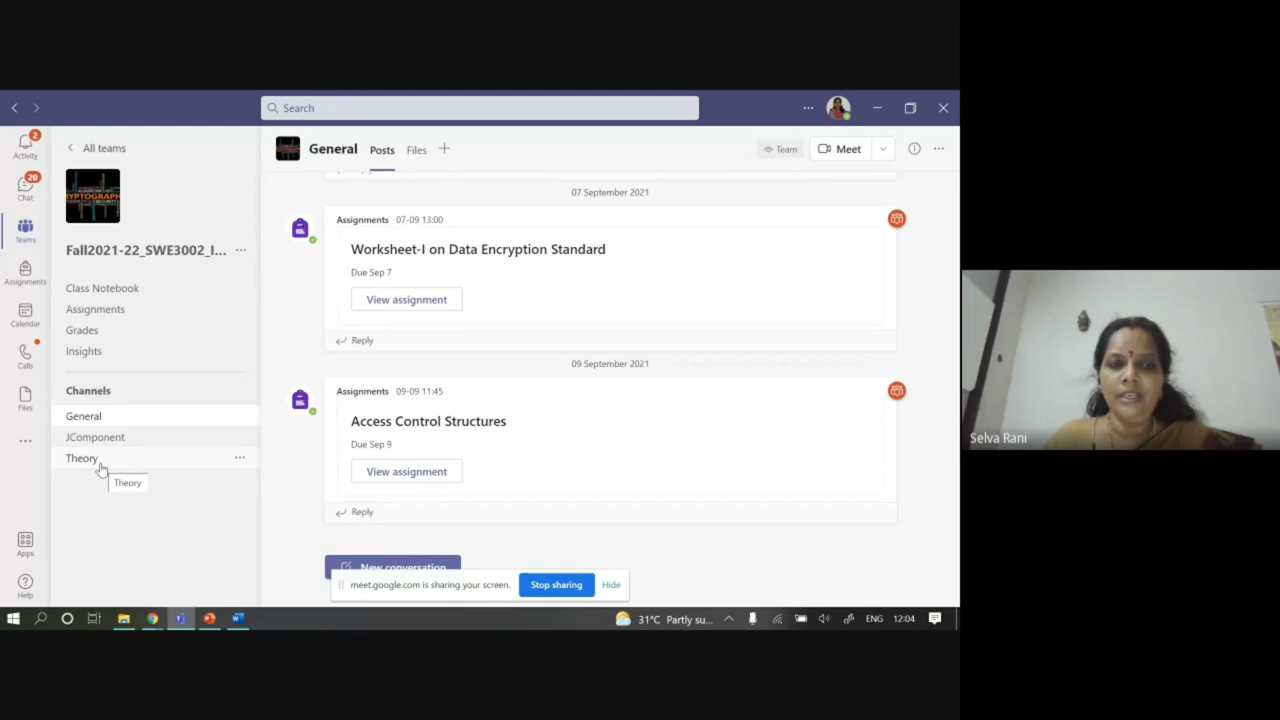 Search
2
Activity
20
Chat
Teams
Assignments
Calendar
Calls
Files
Apps
Help
All teams
Fall2021-22_SWE3002_I...
Class Notebook
Assignments
Grades
Insights
Channels
General
JComponent
Theory
Theory
General
Posts
Files
Team
Meet
07 September 2021
Assignments 07-09 13:00
Worksheet-I on Data Encryption Standard
Due Sep 7
View assignment
Reply
09 September 2021
Assignments 09-09 11:45
Access Control Structures
Due Sep 9
View assignment
Reply
New conversation
meet.google.com is sharing your screen.
Stop sharing
Hide
31°C Partly su...
ENG
12:04
Selva Rani